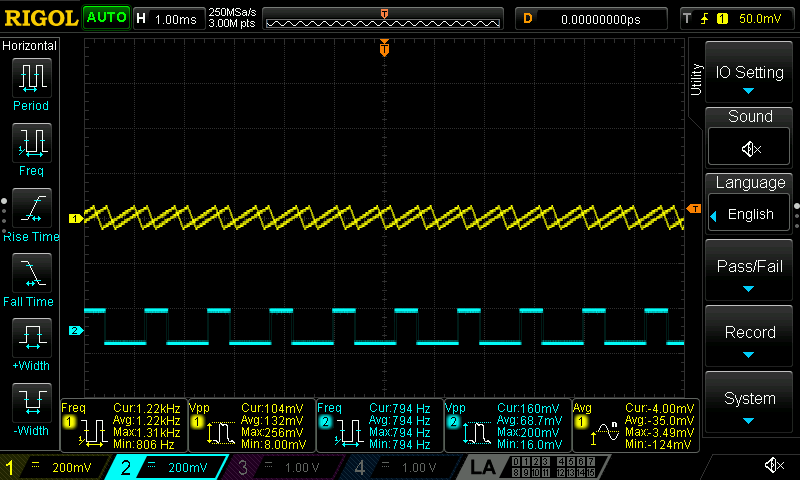 RIGOL AUTO H 1.00ms 250MSa/s 3.00M pts T D 0.00000000ps T 1 50.0mV
Horizontal
Period
Freq
Rise Time
Fall Time
+Width
-Width
T
1
T
2
Utility
IO Setting
Sound
Language
English
Pass/Fail
Record
System
Freq 1 Cur:1.22kHz
Avg:1.22kHz
Max:1.31kHz
Min:806 Hz
Vpp 1 Cur:104mV
Avg:132mV
Max:256mV
Min:8.00mV
Freq 2 Cur:794 Hz
Avg:794 Hz
Max:794 Hz
Min:794 Hz
Vpp 2 Cur:160mV
Avg:68.7mV
Max:200mV
Min:16.0mV
Avg 1 Cur:-4.00mV
Avg:-35.0mV
Max:-3.49mV
Min:-124mV
n
1 200mV 2 200mV 3 1.00 V 4 1.00 V LA
0 1 2 3 4 5 6 7
8 9 10 11 12 13 14 15